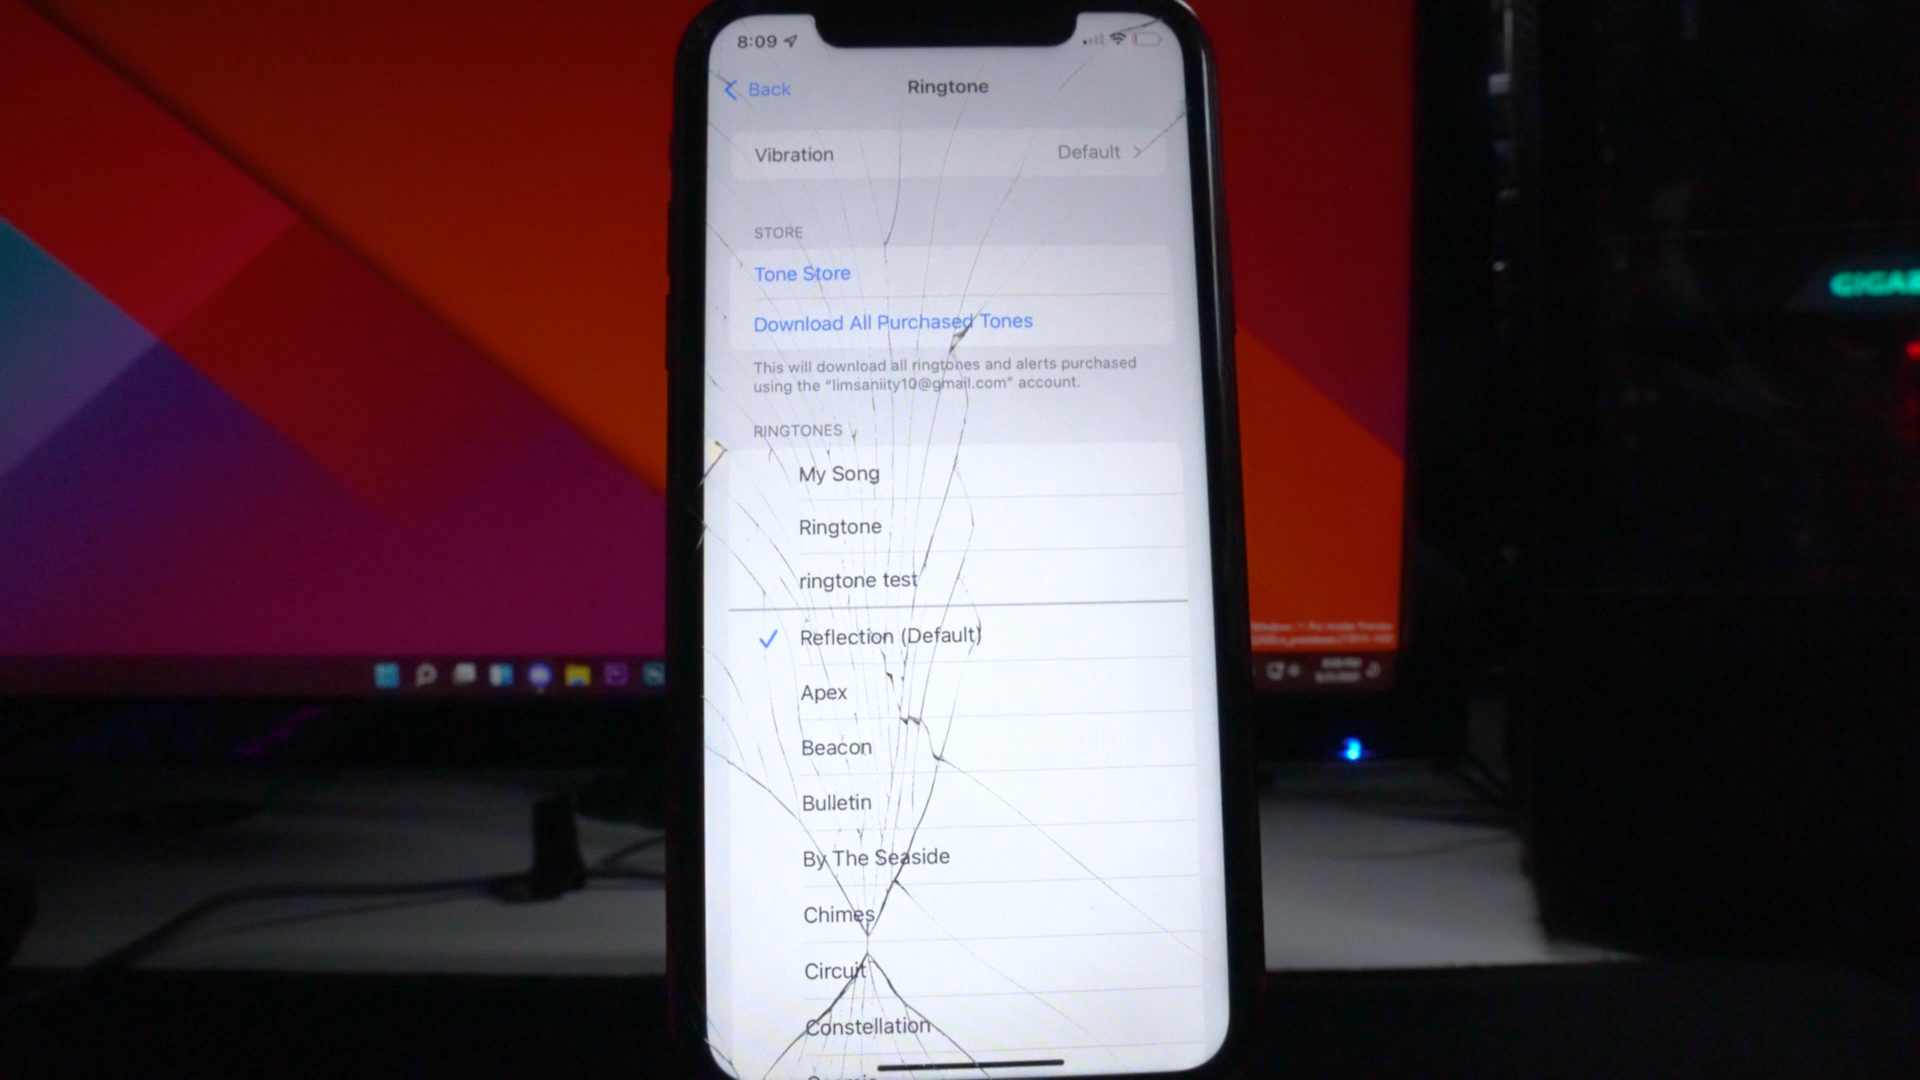 8:09
Back
Ringtone
Vibration
Default
STORE
Tone Store
Download All Purchased Tones
This will download all ringtones and alerts purchased
using the "limsaniity10@gmail.com" account.
RINGTONES
My Song
Ringtone
ringtone test
Reflection (Default)
Apex
Beacon
Bulletin
By The Seaside
Chimes
Circuit
Constellation